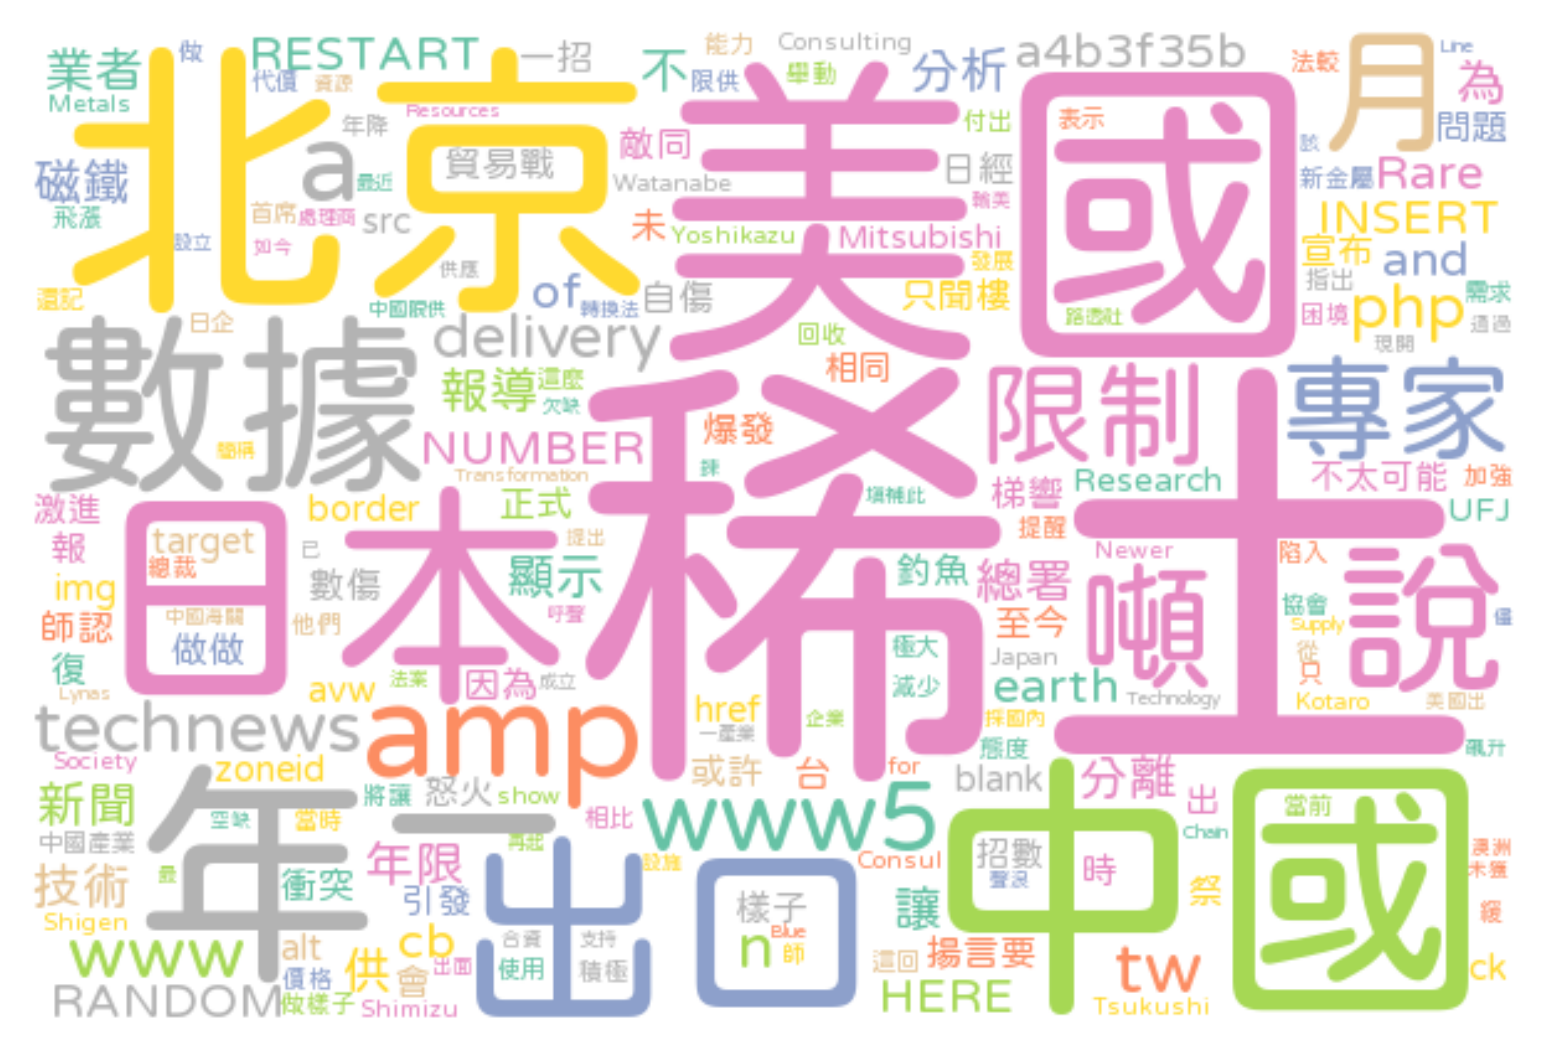 業者
做
RESTART
一招
不
能力
Consulting
分析
a4b3f35b
法較
月
Line
為
Metals
代價
資源
限供
舉動
北京
Resources
美國
付出
表示
問題
年降
敵同
磁鐵
a
貿易戰
日經
該
最近
Watanabe
新金屬
Rare
飛漲
首席
處理商
src
未
輸美
INSERT
設立
如今
Yoshikazu
Mitsubishi
宣布
and
供應
發展
指出
還記
中國限供
of
轉換法
自傷
只聞樓
困境
php
需求
日企
路透社
通過
delivery
回收
現開
數據
報導
這麼
相同
限制
專家
欠缺
稀土
簡稱
NUMBER
爆發
Transformation
鍊
Research
不太可能
加強
激進
border
正式
填補此
梯響
UFJ
提醒
報
日本
target
已
提出
Newer
陷入
總裁
img
數傷
顯示
釣魚
總署
噸
說
師認
中國海關
他們
呼聲
至今
協會
僅
做做
Supply
復
極大
Japan
從
只
Lynas
avw
法案
因為
成立
減少
earth
Technology
Kotaro
美國出
technews
amp
href
企業
採國內
一產業
Society
zoneid
態度
飆升
或許
台
for
blank
分離
新聞
年
將讓
怒火
show
出
中國
當前
空缺
當時
相比
www5
Chain
中國產業
一
再起
招數
時
澳洲
年限
設施
Consul
未獲
技術
最
衝突
出口
聲浪
祭
引發
樣子
讓
緩
Shigen
www
alt
cb
合資
支持
n
Blue
師
這回
揚言要
tw
ck
價格
供
會
出面
使用
積極
RANDOM
做樣子
Shimizu
HERE
Tsukushi